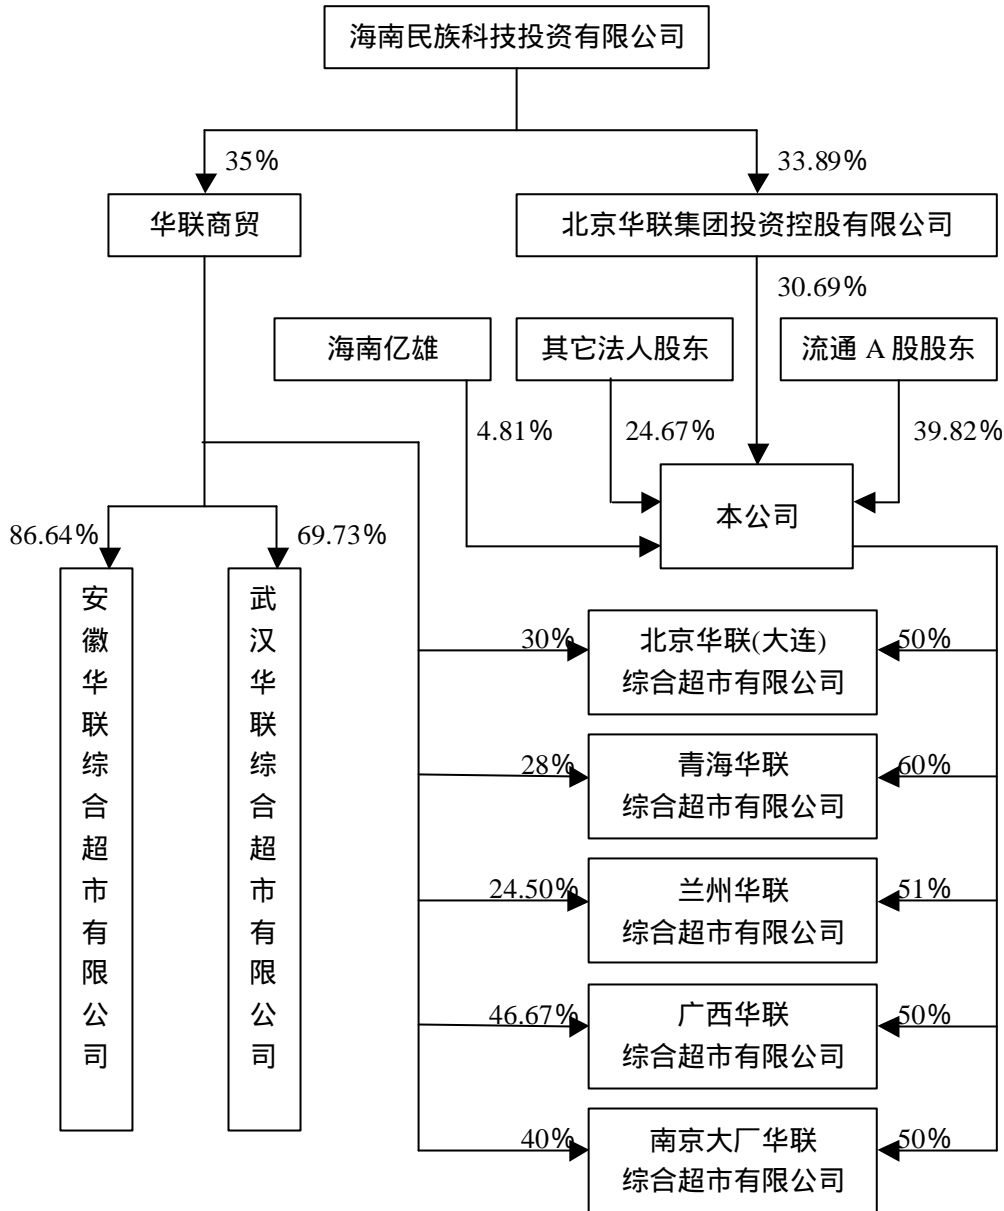 海南民族科技投资有限公司
35%
33.89%
华联商贸
北京华联集团投资控股有限公司
30.69%
海南亿雄
其它法人股东
流通 A 股股东
4.81%
24.67%
39.82%
本公司
86.64%
69.73%
安徽华联综合超市有限公司
武汉华联综合超市有限公司
30%
北京华联(大连)
综合超市有限公司
50%
28%
青海华联
综合超市有限公司
60%
24.50%
兰州华联
综合超市有限公司
51%
46.67%
广西华联
综合超市有限公司
50%
40%
南京大厂华联
综合超市有限公司
50%